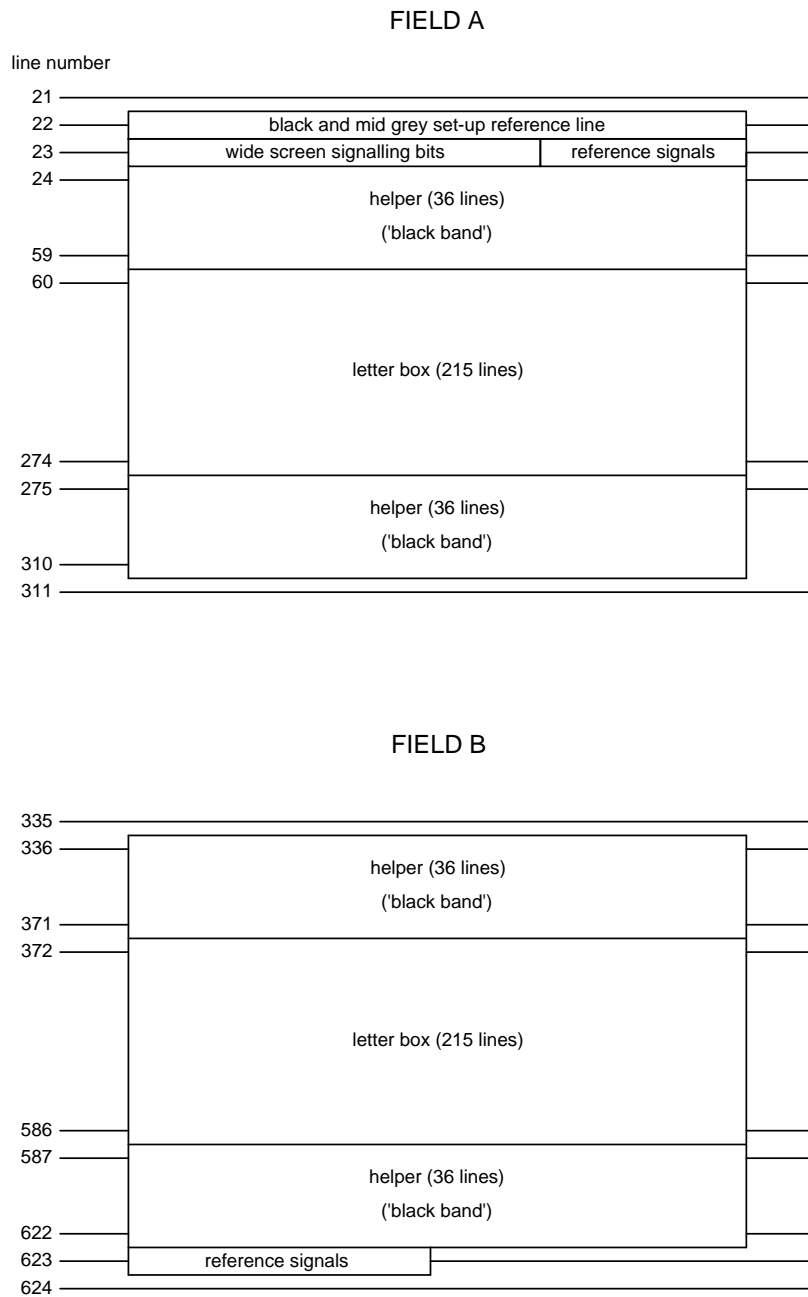 FIELD A
line number
21
22 black and mid grey set-up reference line
23 wide screen signalling bits reference signals
24
helper (36 lines)
('black band')
59
60
letter box (215 lines)
274
275
helper (36 lines)
('black band')
310
311
FIELD B
335
336
helper (36 lines)
('black band')
371
372
letter box (215 lines)
586
587
helper (36 lines)
('black band')
622
623 reference signals
624